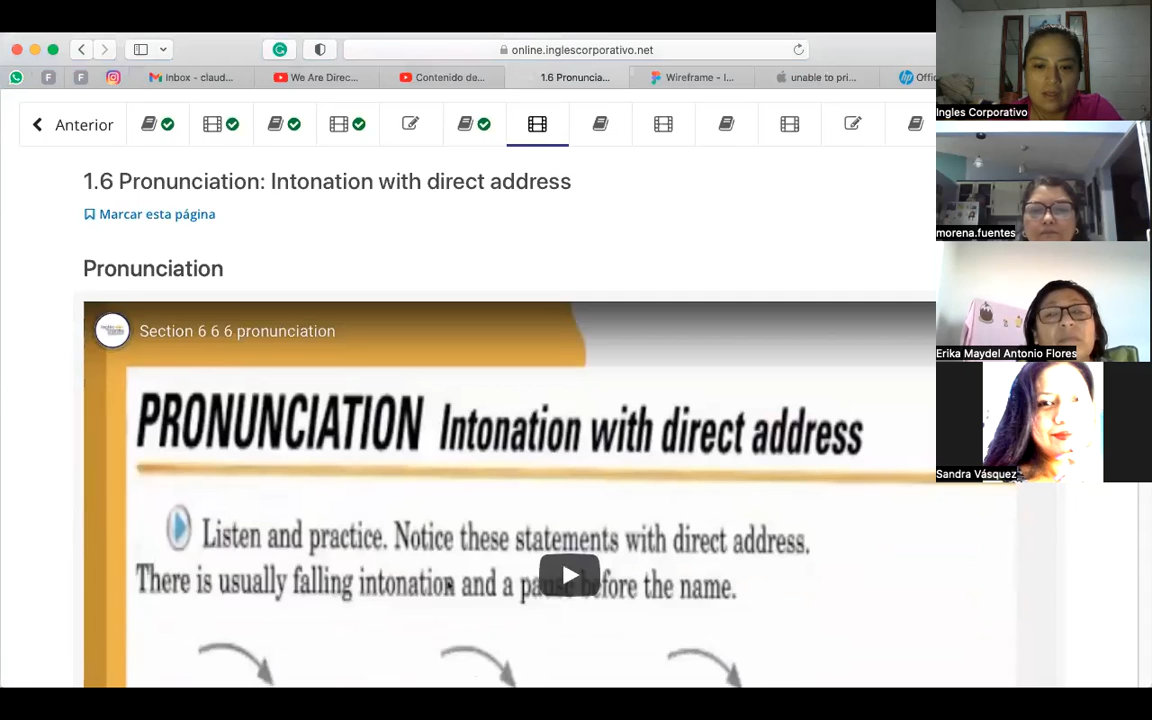 online.inglescorporativo.net
Inbox - claud...
We Are Direc...
Contenido de...
1.6 Pronuncia...
Wireframe - I...
unable to pri...
Offic
Anterior
1.6 Pronunciation: Intonation with direct address
Marcar esta página
Pronunciation
Section 6 6 6 pronunciation
PRONUNCIATION Intonation with direct address
Listen and practice. Notice these statements with direct address.
There is usually falling intonation and a pause before the name.
Ingles Corporativo
morena.fuentes
Erika Maydel Antonio Flores
Sandra Vásquez